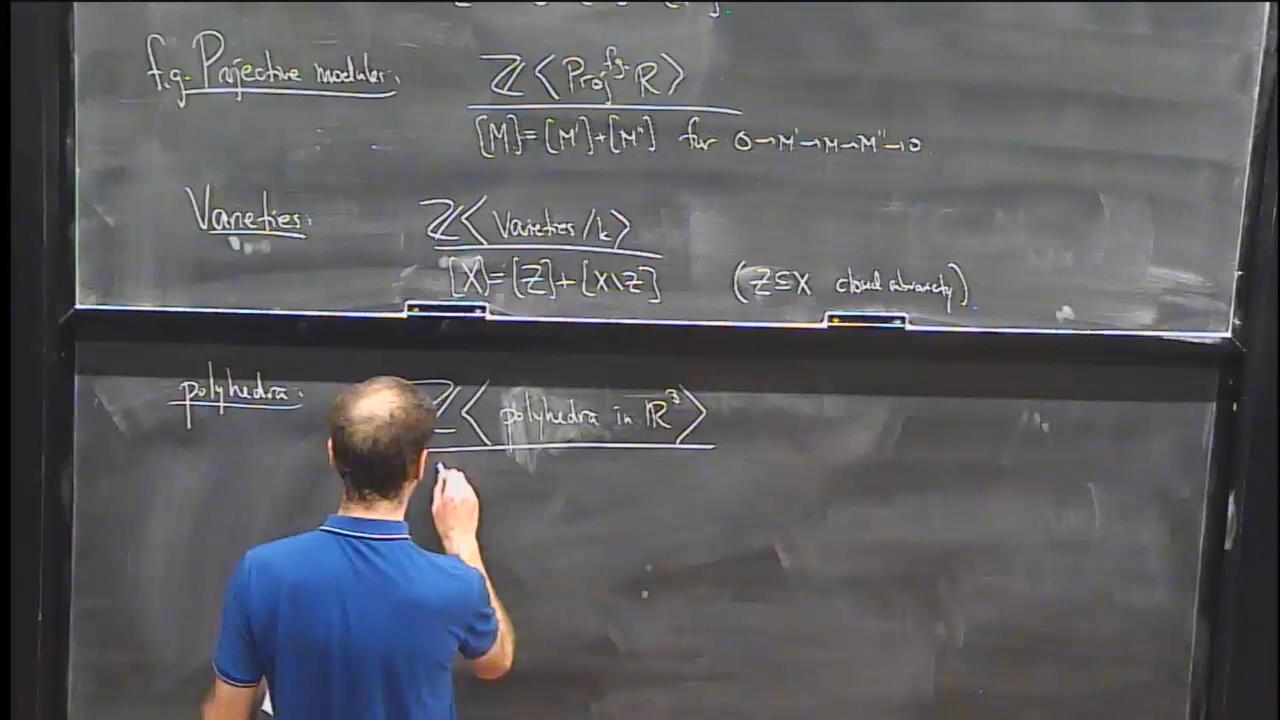 f.g. Projective modules: ℤ⟨Proj^{f.g.} R⟩
[M]=[M']+[M''] for 0→M'→M→M''→0
Varieties: ℤ⟨Varieties/k⟩
[X]=[Z]+[X\Z] (Z⊆X closed subvariety)
polyhedra: ℤ⟨polyhedra in ℝ³⟩